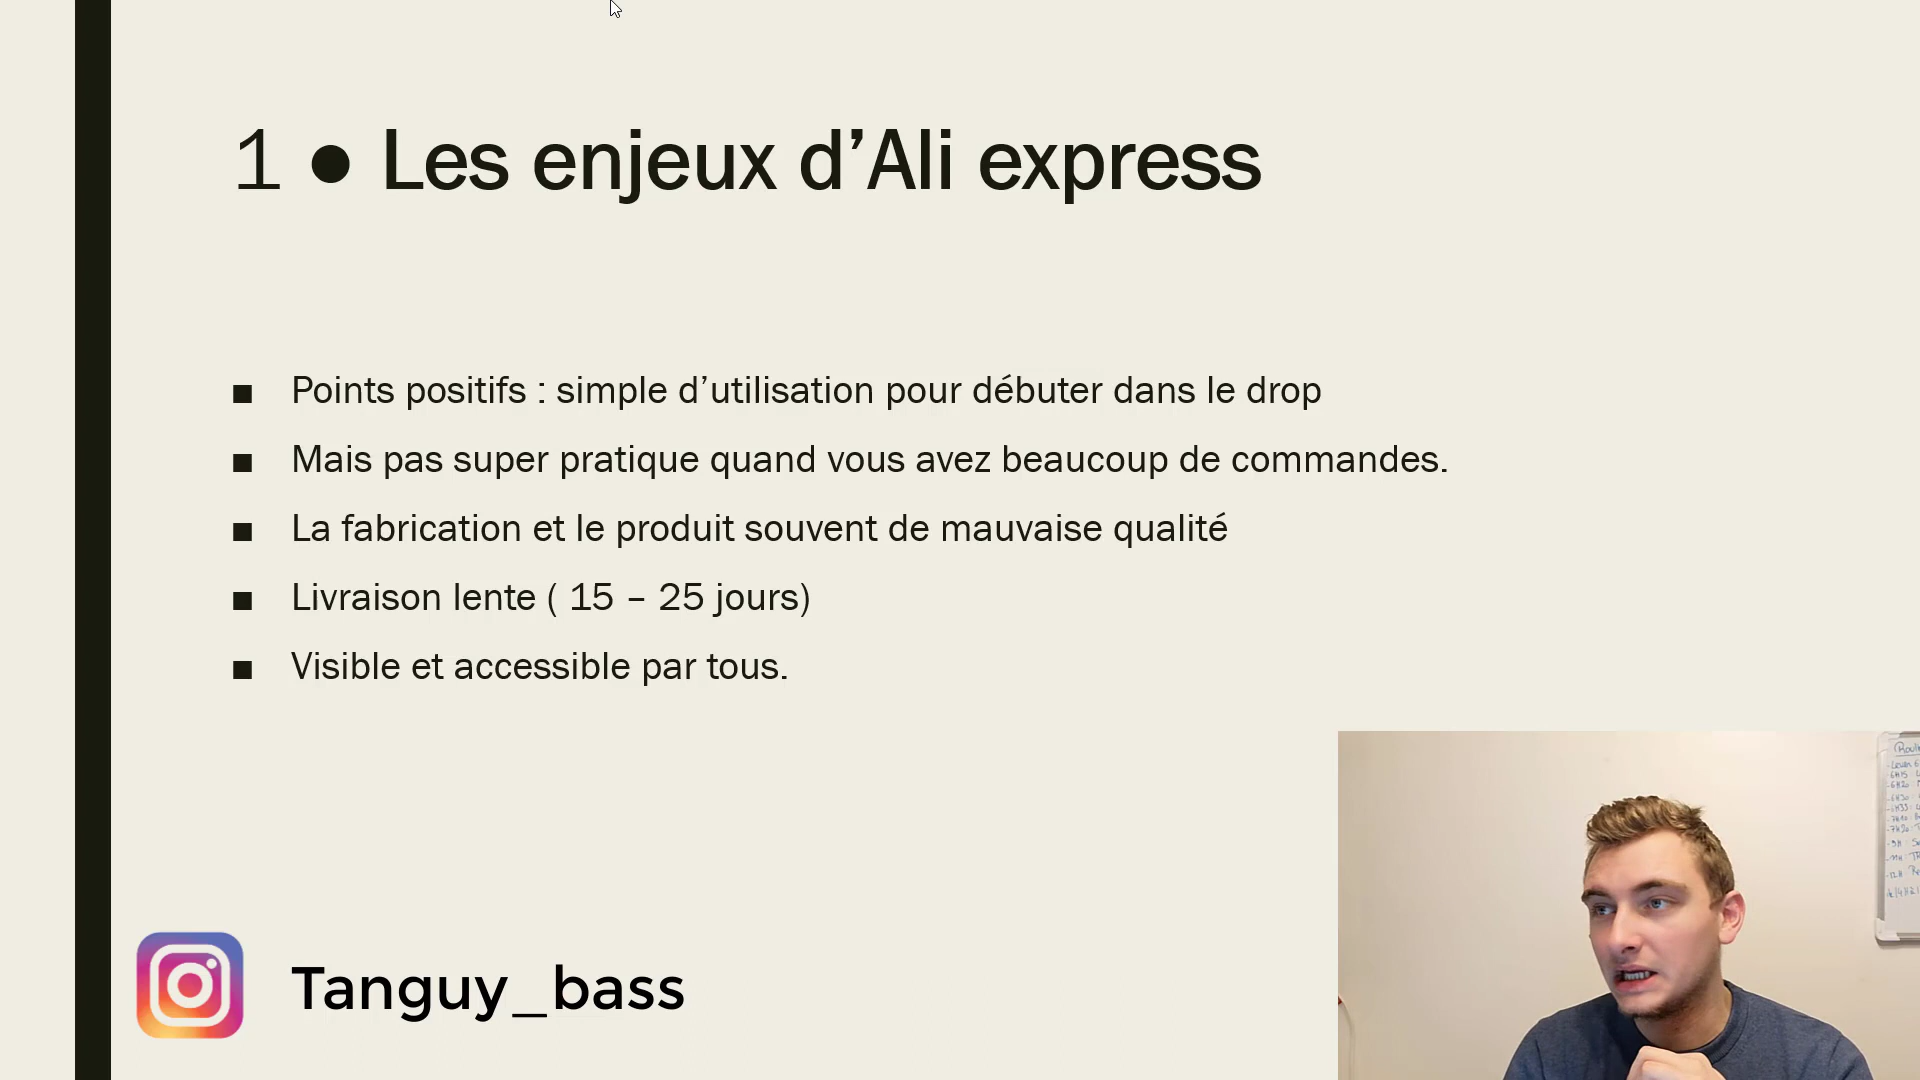 1 ● Les enjeux d’Ali express
■ Points positifs : simple d’utilisation pour débuter dans le drop
■ Mais pas super pratique quand vous avez beaucoup de commandes.
■ La fabrication et le produit souvent de mauvaise qualité
■ Livraison lente ( 15 – 25 jours)
■ Visible et accessible par tous.
Tanguy_bass